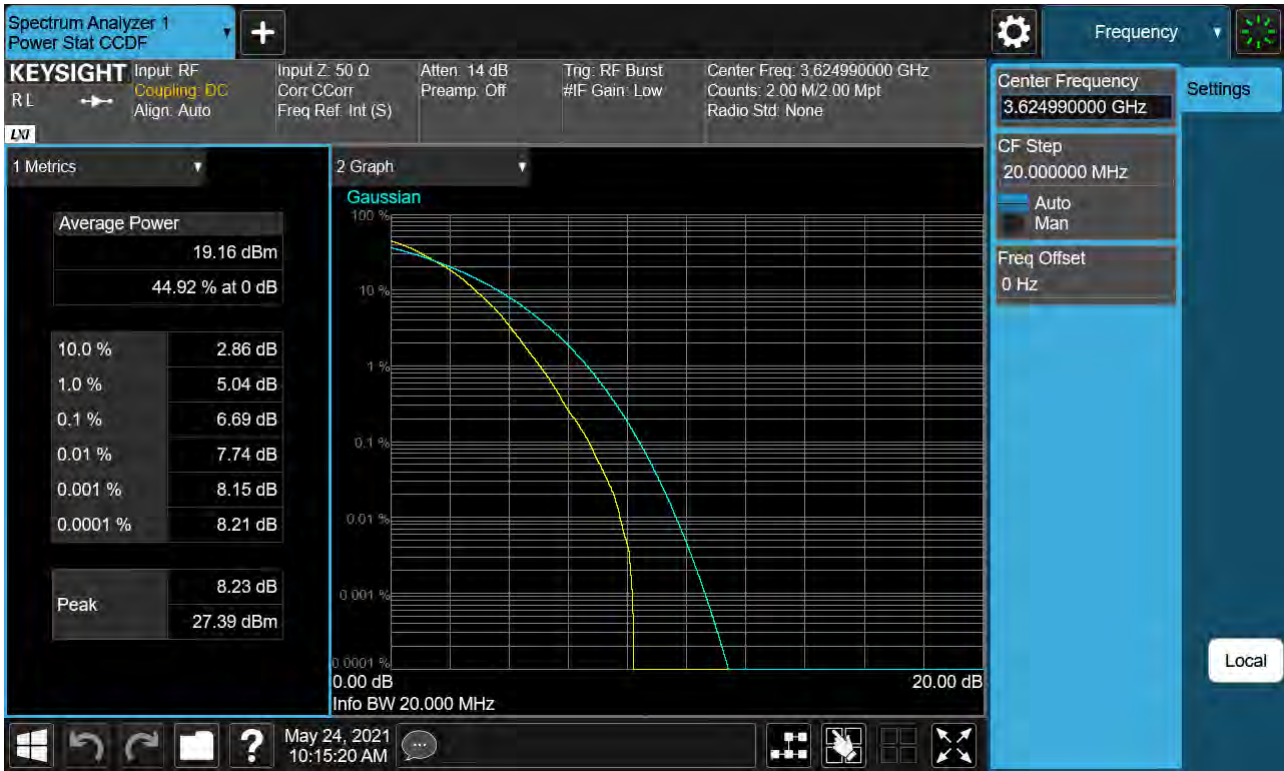 Spectrum Analyzer 1
Power Stat CCDF
+
Frequency
KEYSIGHT
R L
LXI
Input: RF
Coupling: DC
Align: Auto
Input Z: 50 Ω
Corr CCorr
Freq Ref: Int (S)
Atten: 14 dB
Preamp: Off
Trig: RF Burst
#IF Gain: Low
Center Freq: 3.624990000 GHz
Counts: 2.00 M/2.00 Mpt
Radio Std: None
1 Metrics
Average Power
19.16 dBm
44.92 % at 0 dB
10.0 % 2.86 dB
1.0 % 5.04 dB
0.1 % 6.69 dB
0.01 % 7.74 dB
0.001 % 8.15 dB
0.0001 % 8.21 dB
Peak
8.23 dB
27.39 dBm
2 Graph
Gaussian
100 %
10 %
1 %
0.1 %
0.01 %
0.001 %
0.0001 %
0.00 dB 20.00 dB
Info BW 20.000 MHz
Center Frequency
3.624990000 GHz
CF Step
20.000000 MHz
Auto
Man
Freq Offset
0 Hz
Settings
Local
?
May 24, 2021
10:15:20 AM